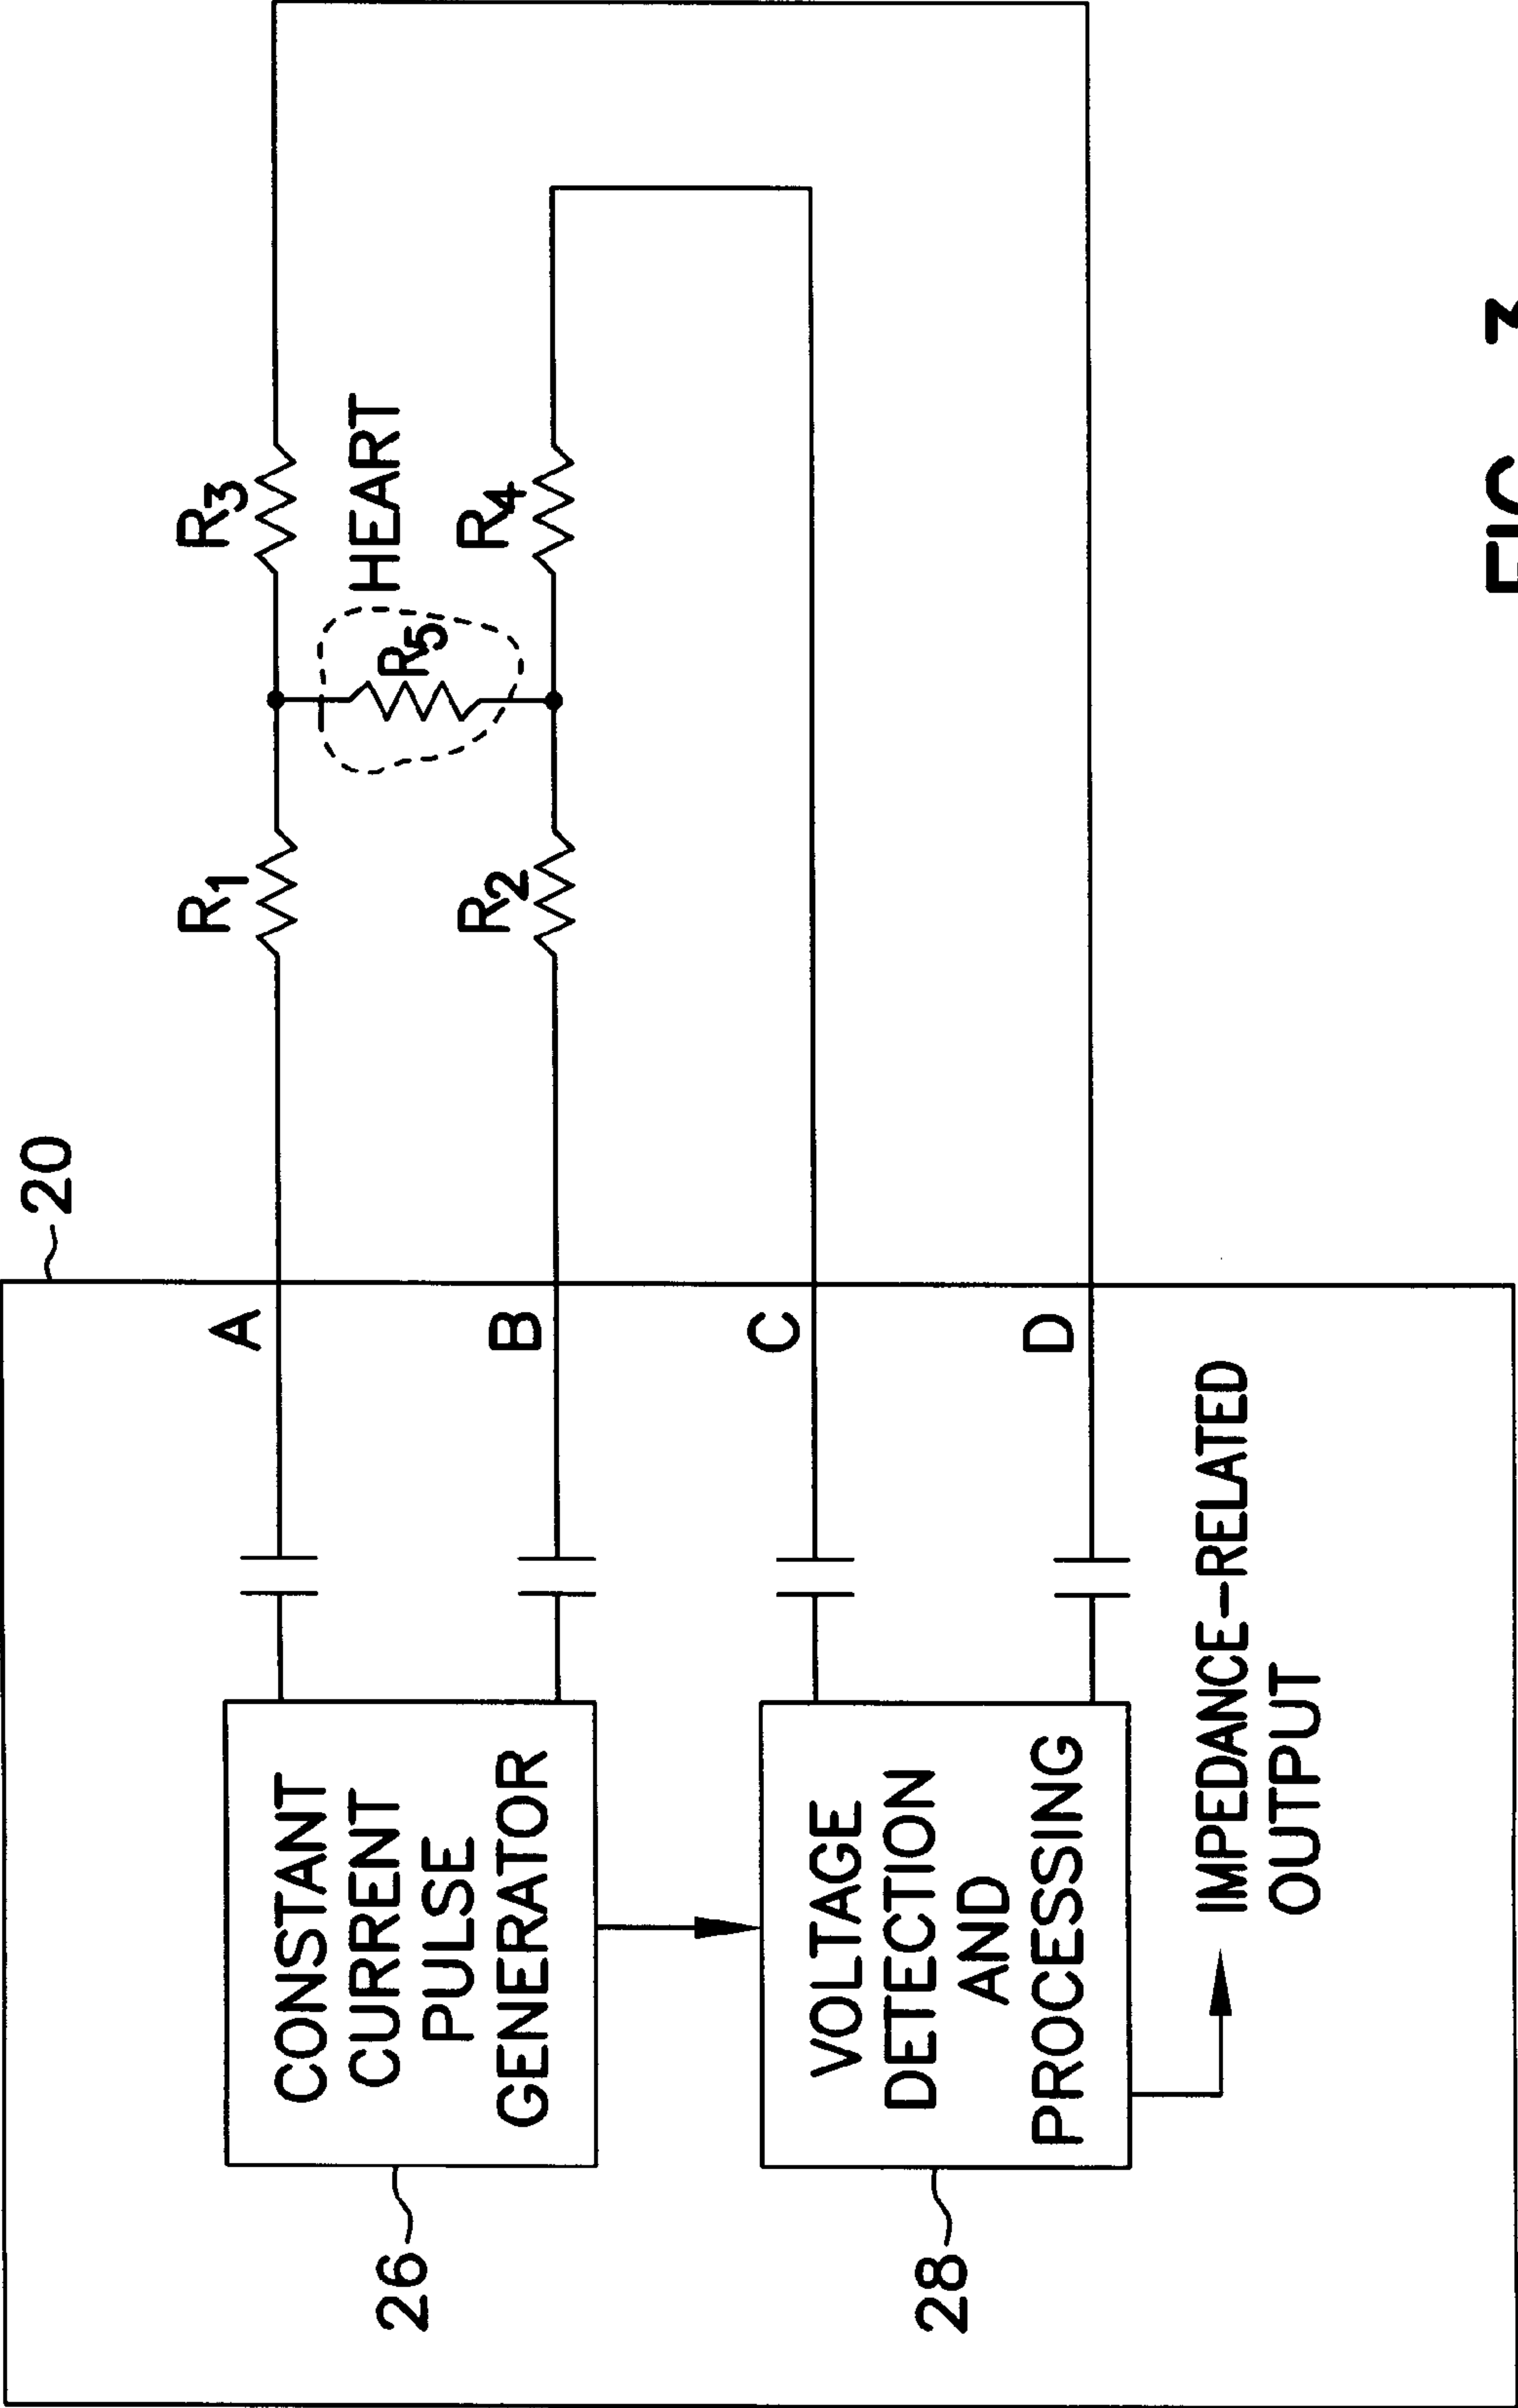 20
26
CONSTANT
CURRENT
PULSE
GENERATOR
A
B
R1
R2
R3
R4
R5
HEART
28
VOLTAGE
DETECTION
AND
PROCESSING
C
D
IMPEDANCE-RELATED
OUTPUT